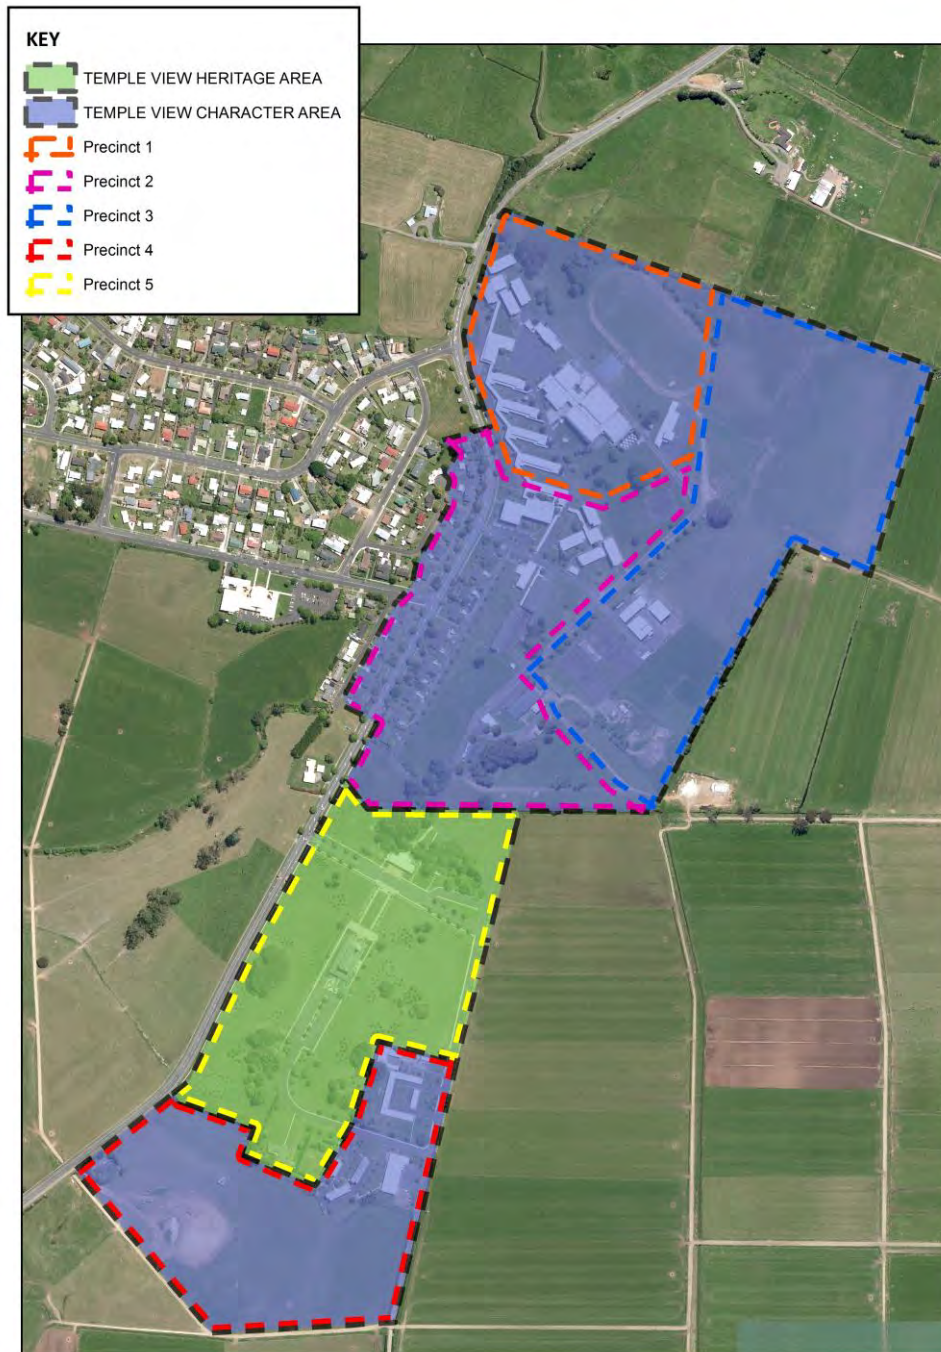 KEY
TEMPLE VIEW HERITAGE AREA
TEMPLE VIEW CHARACTER AREA
Precinct 1
Precinct 2
Precinct 3
Precinct 4
Precinct 5